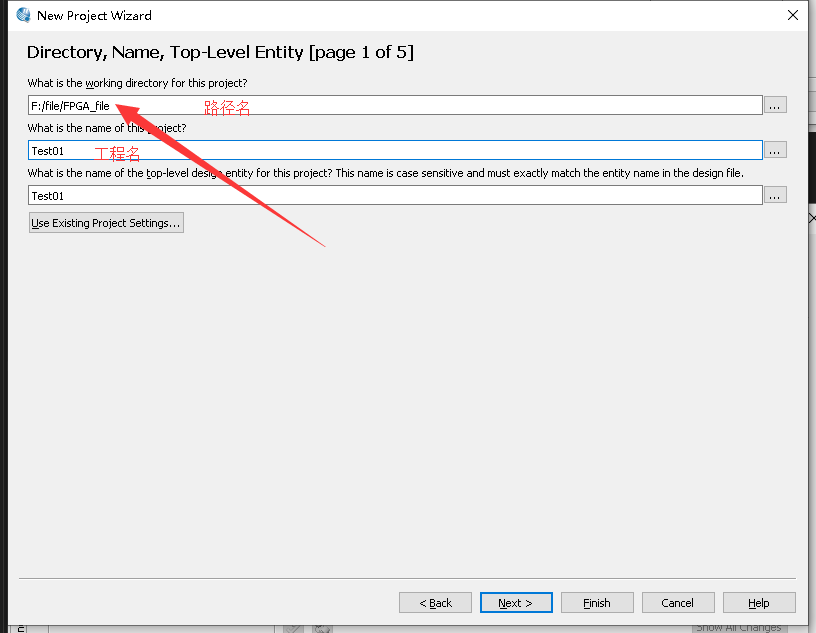 New Project Wizard
Directory, Name, Top-Level Entity [page 1 of 5]
What is the working directory for this project?
F:/file/FPGA_file 路径名
...
What is the name of this project?
Test01 工程名
...
What is the name of the top-level design entity for this project? This name is case sensitive and must exactly match the entity name in the design file.
Test01
...
Use Existing Project Settings...
< Back Next > Finish Cancel Help
Show All Changes